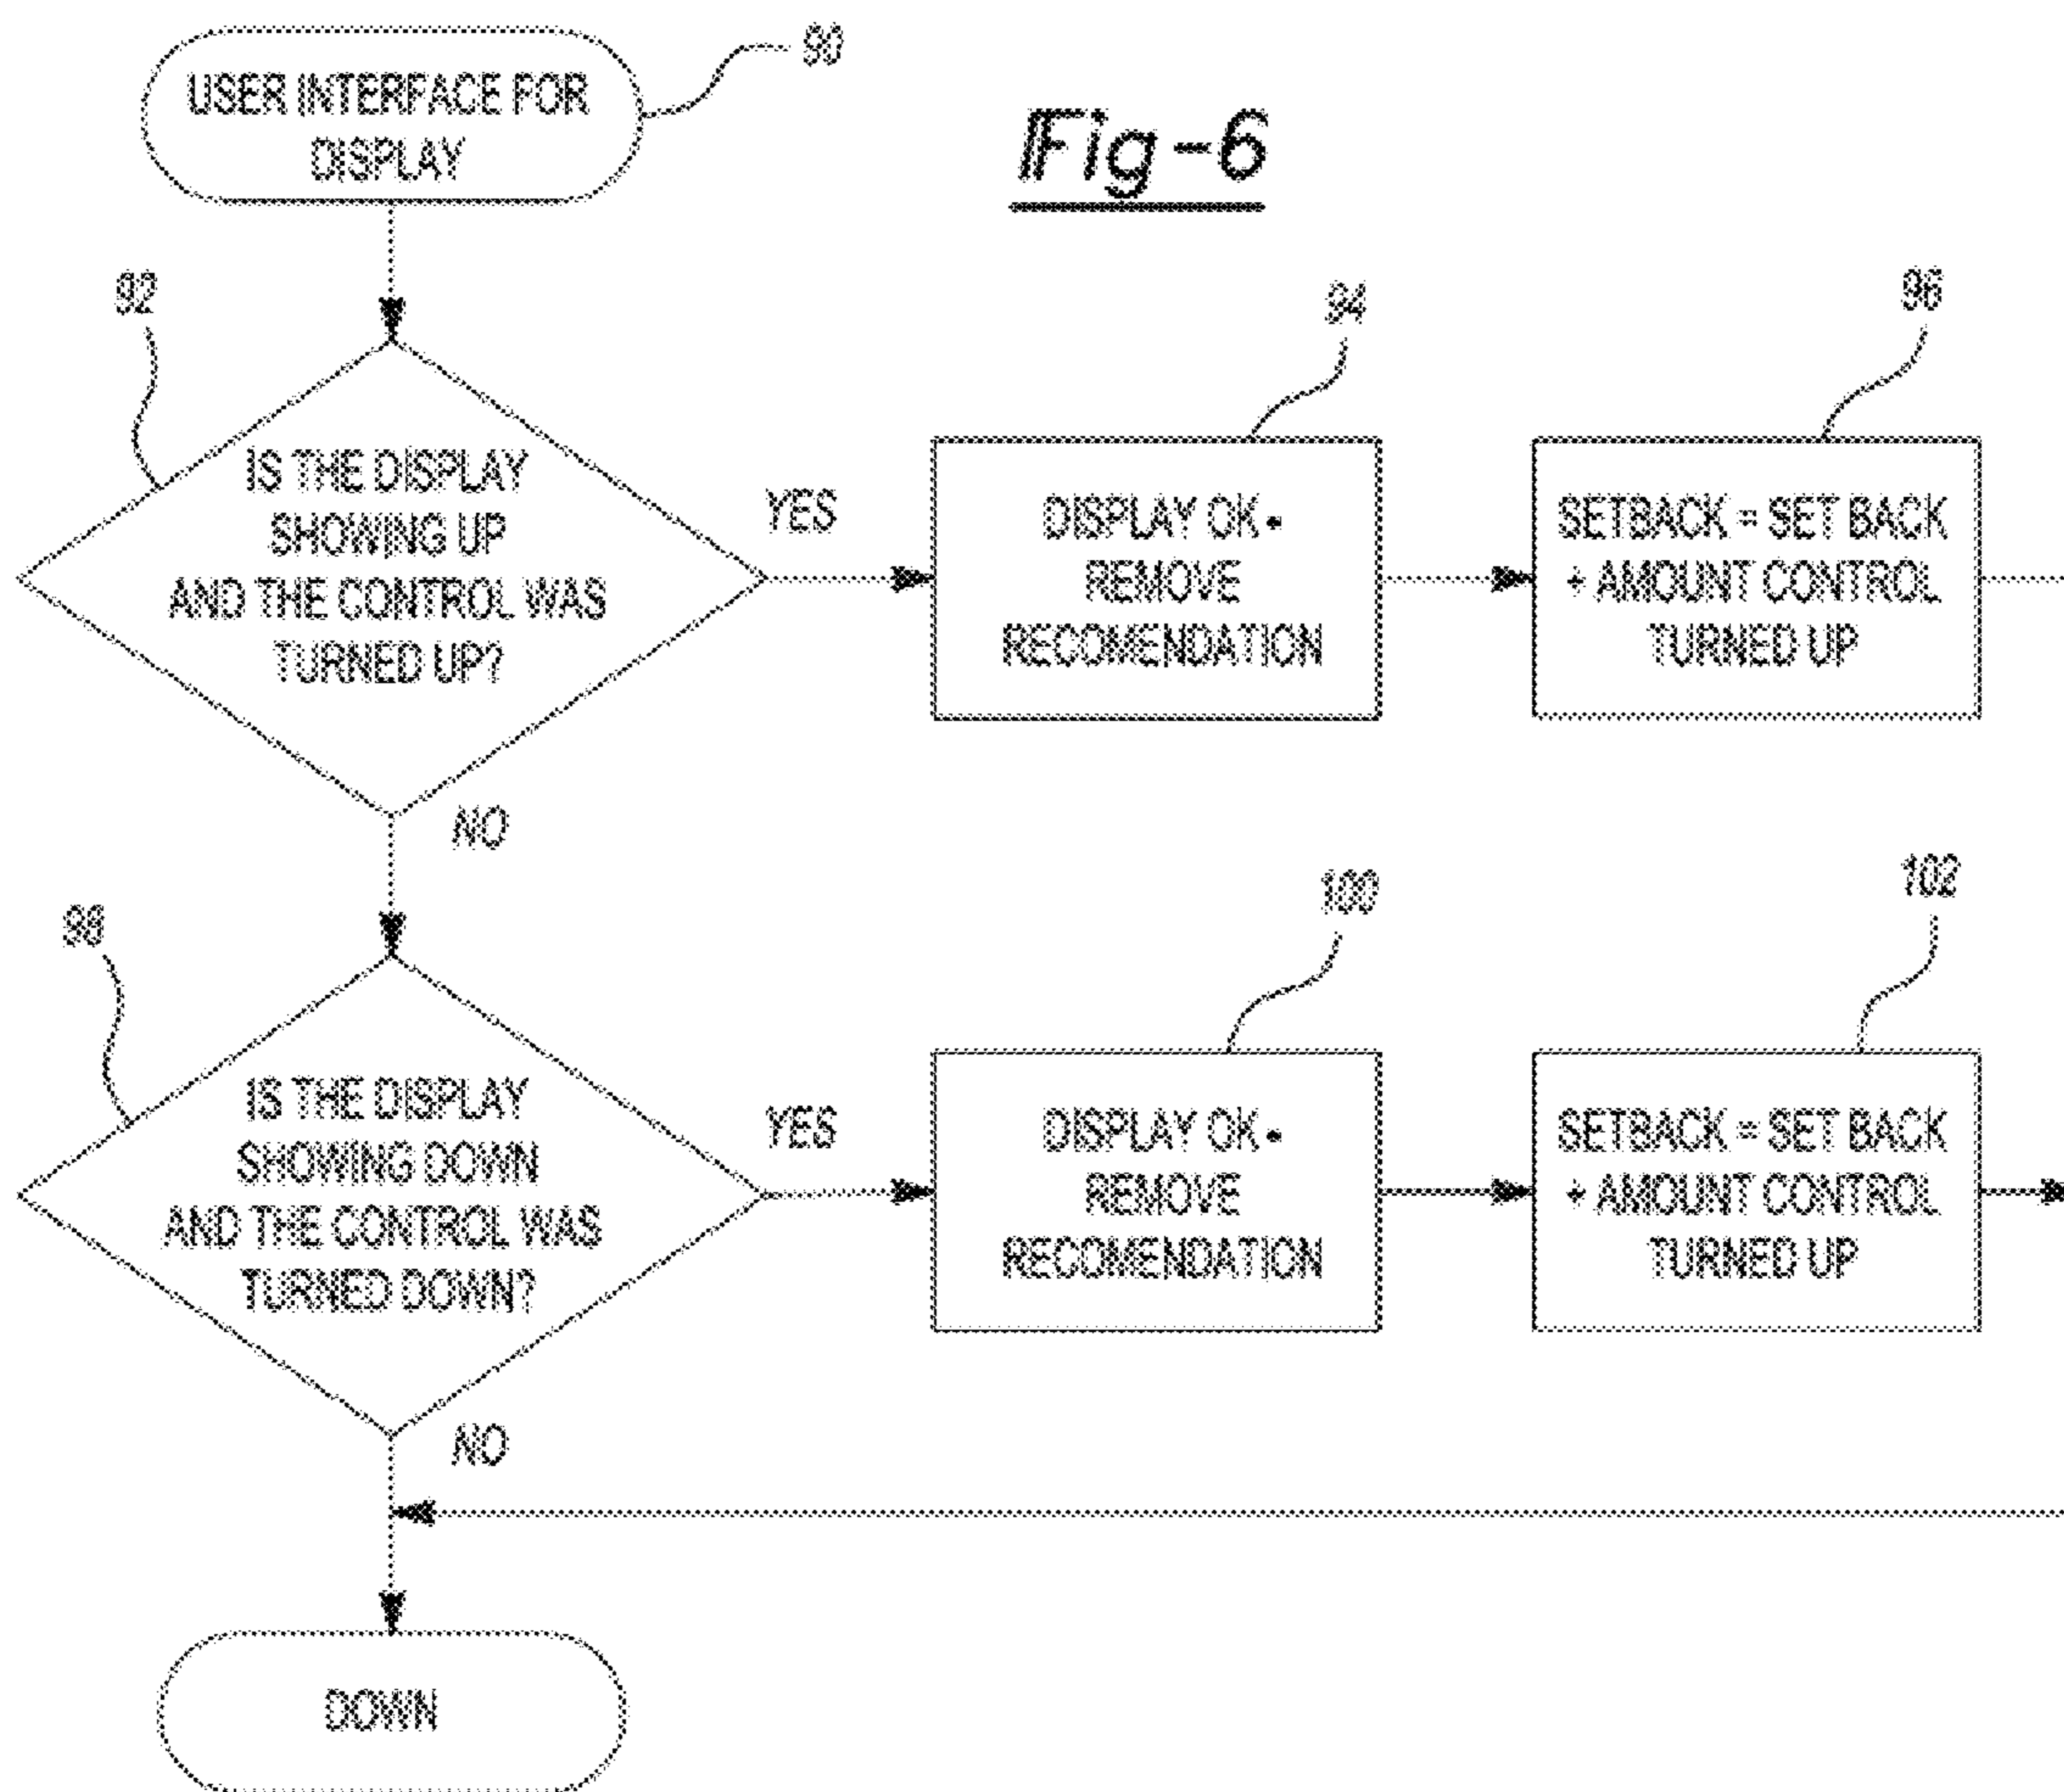 USER INTERFACE FOR
DISPLAY
90
Fig-6
92
IS THE DISPLAY
SHOWING UP
AND THE CONTROL WAS
TURNED UP?
YES
NO
94
DISPLAY OK -
REMOVE
RECOMENDATION
96
SETBACK = SET BACK
+ AMOUNT CONTROL
TURNED UP
98
IS THE DISPLAY
SHOWING DOWN
AND THE CONTROL WAS
TURNED DOWN?
YES
NO
100
DISPLAY OK -
REMOVE
RECOMENDATION
102
SETBACK = SET BACK
+ AMOUNT CONTROL
TURNED UP
DOWN